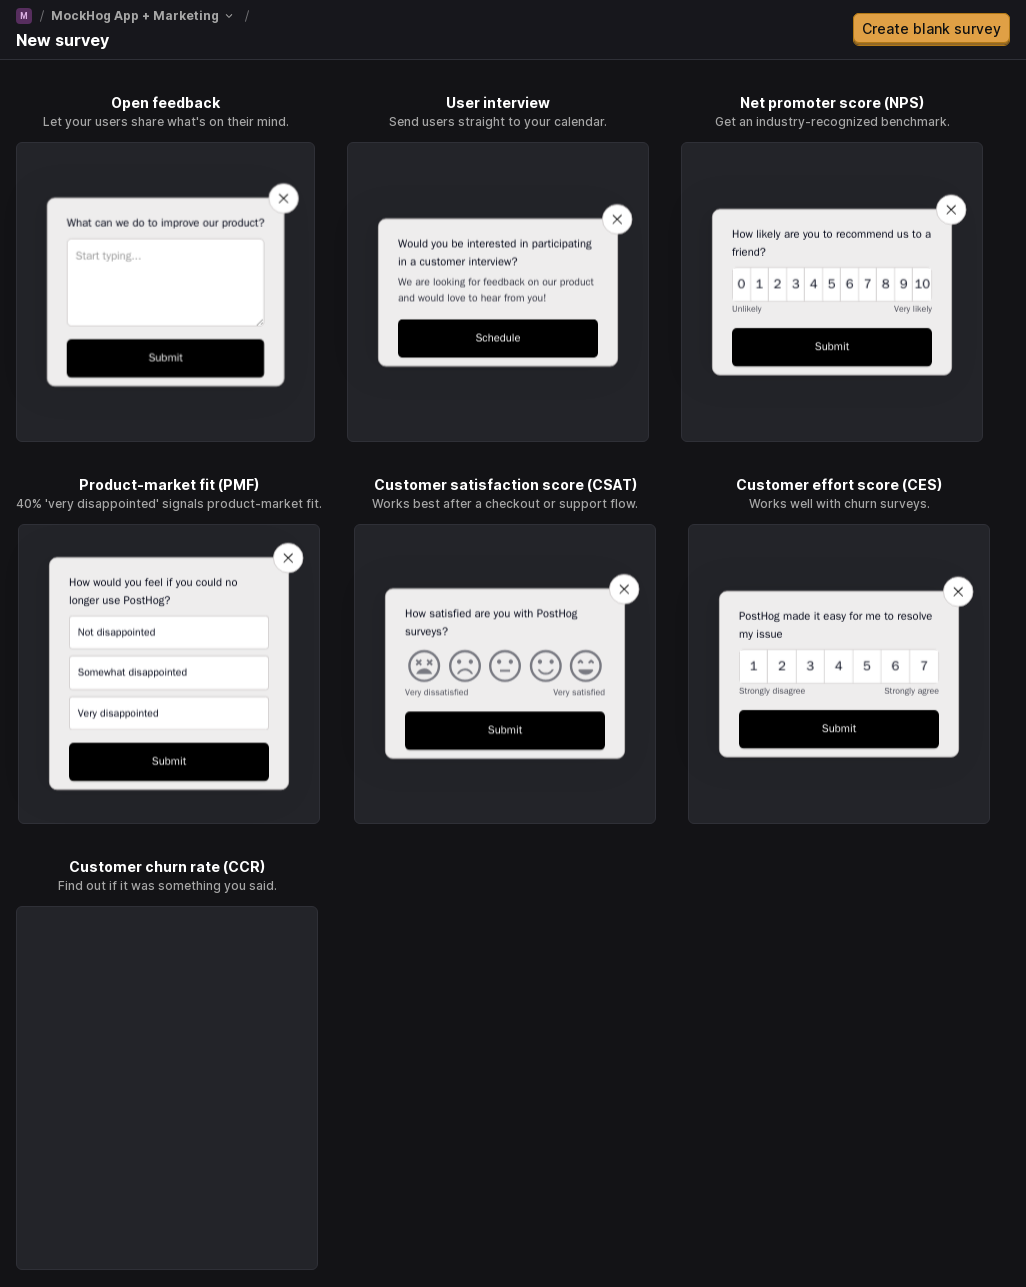 M / MockHog App + Marketing /
New survey
Create blank survey
Open feedback
Let your users share what's on their mind.
What can we do to improve our product?
Start typing...
Submit
User interview
Send users straight to your calendar.
Would you be interested in participating
in a customer interview?
We are looking for feedback on our product
and would love to hear from you!
Schedule
Net promoter score (NPS)
Get an industry-recognized benchmark.
How likely are you to recommend us to a
friend?
0 1 2 3 4 5 6 7 8 9 10
Unlikely Very likely
Submit
Product-market fit (PMF)
40% 'very disappointed' signals product-market fit.
How would you feel if you could no
longer use PostHog?
Not disappointed
Somewhat disappointed
Very disappointed
Submit
Customer satisfaction score (CSAT)
Works best after a checkout or support flow.
How satisfied are you with PostHog
surveys?
Very dissatisfied Very satisfied
Submit
Customer effort score (CES)
Works well with churn surveys.
PostHog made it easy for me to resolve
my issue
1 2 3 4 5 6 7
Strongly disagree Strongly agree
Submit
Customer churn rate (CCR)
Find out if it was something you said.